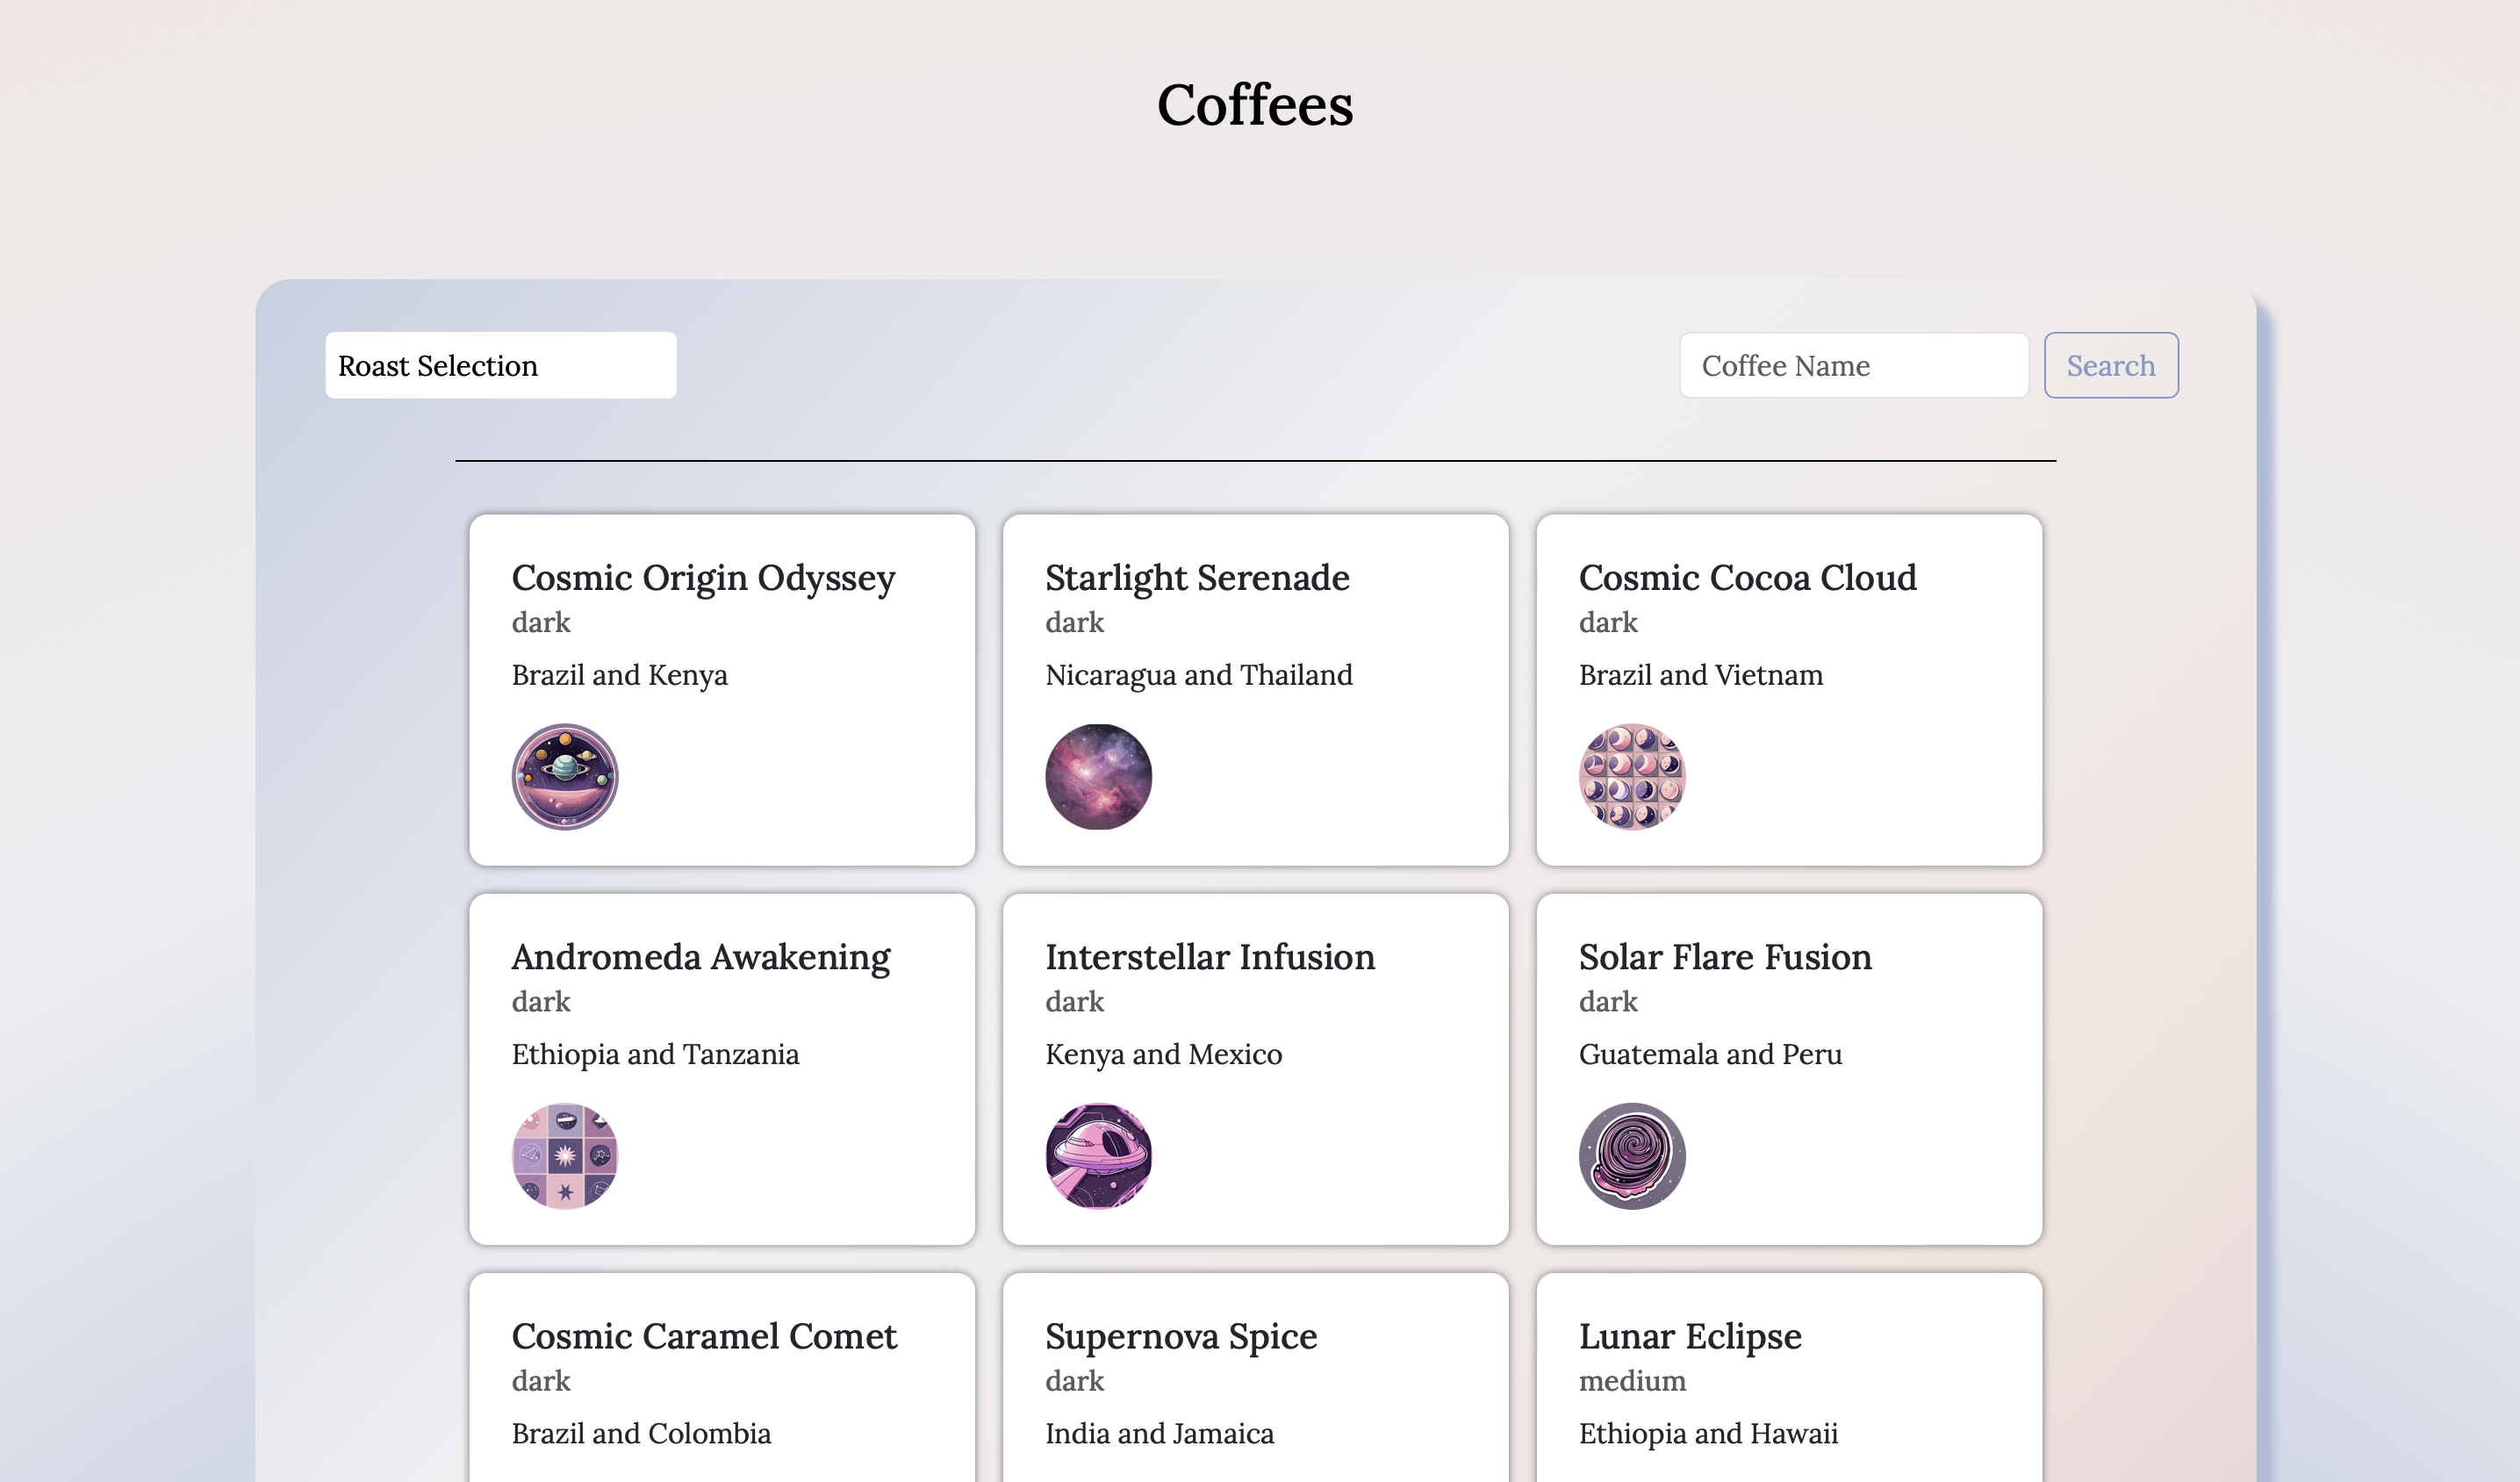 Coffees
Roast Selection
Coffee Name
Search
Cosmic Origin Odyssey
dark
Brazil and Kenya
Starlight Serenade
dark
Nicaragua and Thailand
Cosmic Cocoa Cloud
dark
Brazil and Vietnam
Andromeda Awakening
dark
Ethiopia and Tanzania
Interstellar Infusion
dark
Kenya and Mexico
Solar Flare Fusion
dark
Guatemala and Peru
Cosmic Caramel Comet
dark
Brazil and Colombia
Supernova Spice
dark
India and Jamaica
Lunar Eclipse
medium
Ethiopia and Hawaii